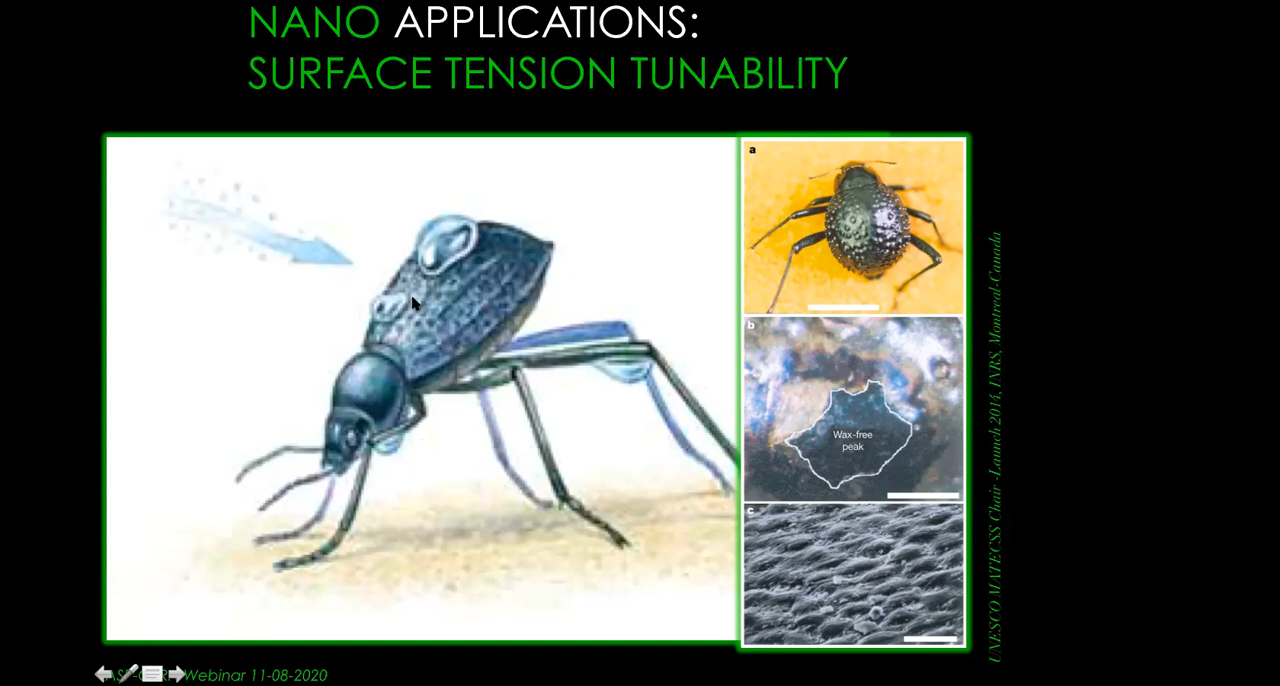 NANO APPLICATIONS:
SURFACE TENSION TUNABILITY
a
b
Wax-free
peak
c
UNESCO MATECSS Chair -Launch 2014, INRS, Montreal-Canada
Webinar 11-08-2020